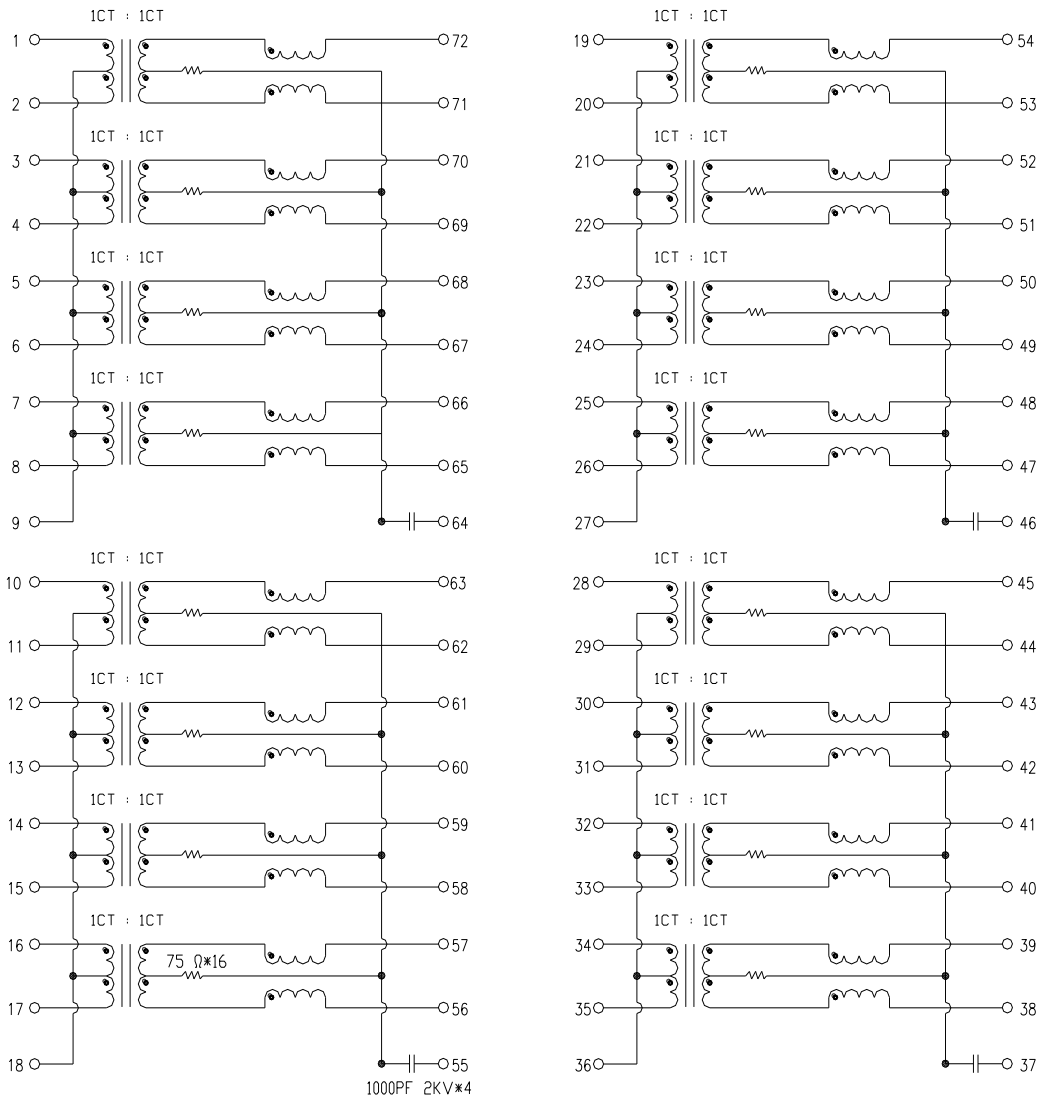 1CT : 1CT 1CT : 1CT
1 72 19 54
2 71 20 53
1CT : 1CT 1CT : 1CT
3 70 21 52
4 69 22 51
1CT : 1CT 1CT : 1CT
5 68 23 50
6 67 24 49
1CT : 1CT 1CT : 1CT
7 66 25 48
8 65 26 47
9 64 27 46
1CT : 1CT 1CT : 1CT
10 63 28 45
11 62 29 44
1CT : 1CT 1CT : 1CT
12 61 30 43
13 60 31 42
1CT : 1CT 1CT : 1CT
14 59 32 41
15 58 33 40
1CT : 1CT 1CT : 1CT
16 57 34 39
75 Ω*16
17 56 35 38
18 55 36 37
1000PF 2KV*4